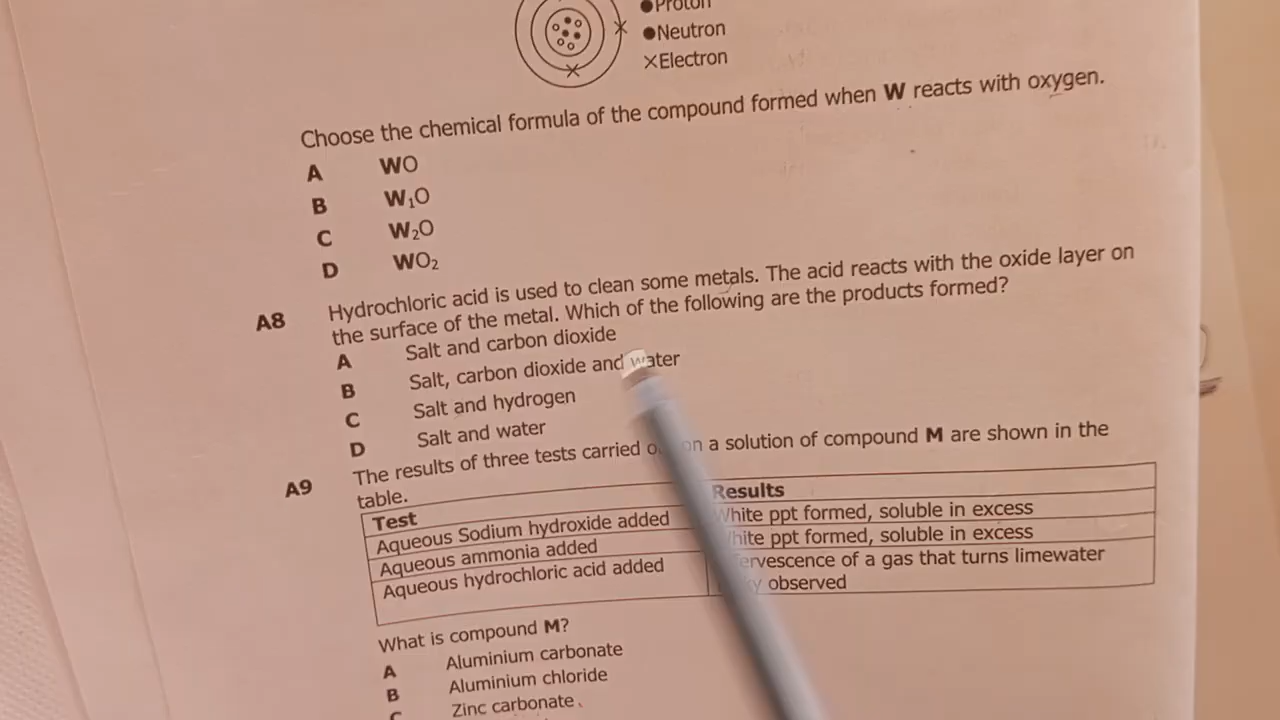 ●Proton
●Neutron
×Electron
Choose the chemical formula of the compound formed when W reacts with oxygen.
A WO
B W₁O
C W₂O
D WO₂
A8 Hydrochloric acid is used to clean some metals. The acid reacts with the oxide layer on
the surface of the metal. Which of the following are the products formed?
A Salt and carbon dioxide
B Salt, carbon dioxide and water
C Salt and hydrogen
D Salt and water
A9 The results of three tests carried on a solution of compound M are shown in the
table.
Test Results
Aqueous Sodium hydroxide added White ppt formed, soluble in excess
Aqueous ammonia added White ppt formed, soluble in excess
Aqueous hydrochloric acid added Effervescence of a gas that turns limewater
observed
What is compound M?
A Aluminium carbonate
B Aluminium chloride
C Zinc carbonate